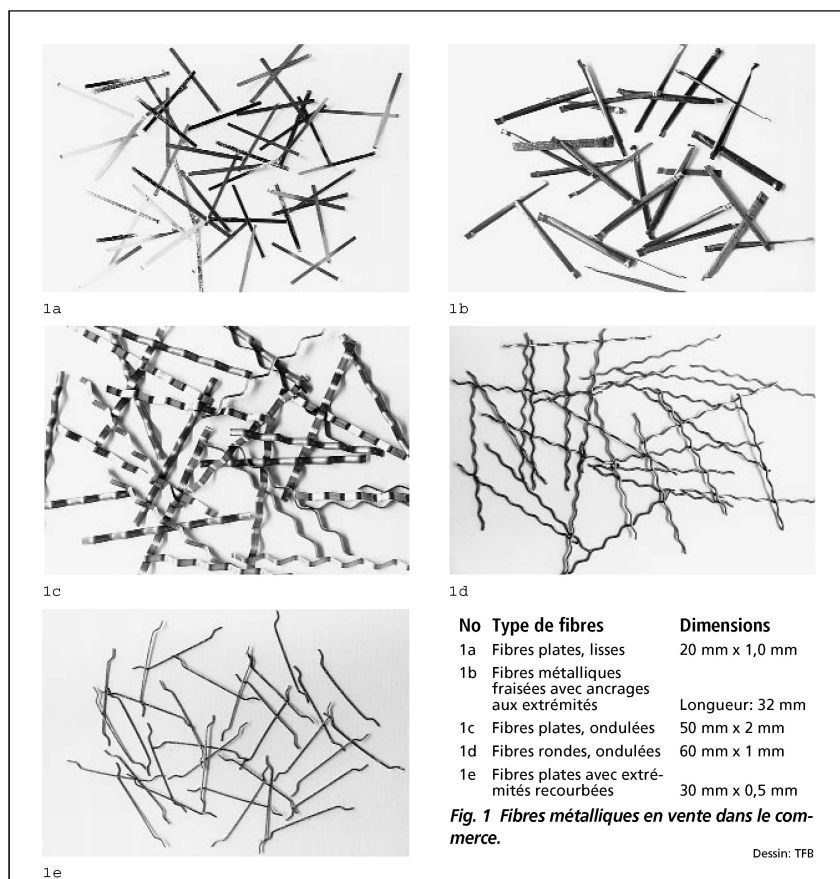 1a
1b
1c
1d
1e
No Type de fibres Dimensions
1a Fibres plates, lisses 20 mm x 1,0 mm
1b Fibres métalliques
fraisées avec ancrages
aux extrémités Longueur: 32 mm
1c Fibres plates, ondulées 50 mm x 2 mm
1d Fibres rondes, ondulées 60 mm x 1 mm
1e Fibres plates avec extré-
mités recourbées 30 mm x 0,5 mm
Fig. 1 Fibres métalliques en vente dans le com-
merce.
Dessin: TFB